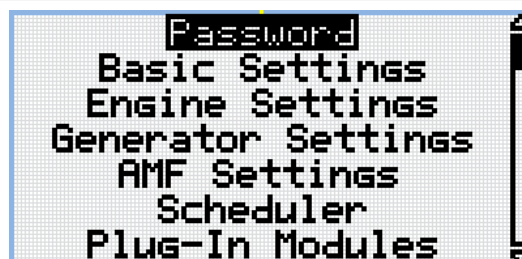 Password
Basic Settings
Engine Settings
Generator Settings
AMF Settings
Scheduler
Plug-In Modules